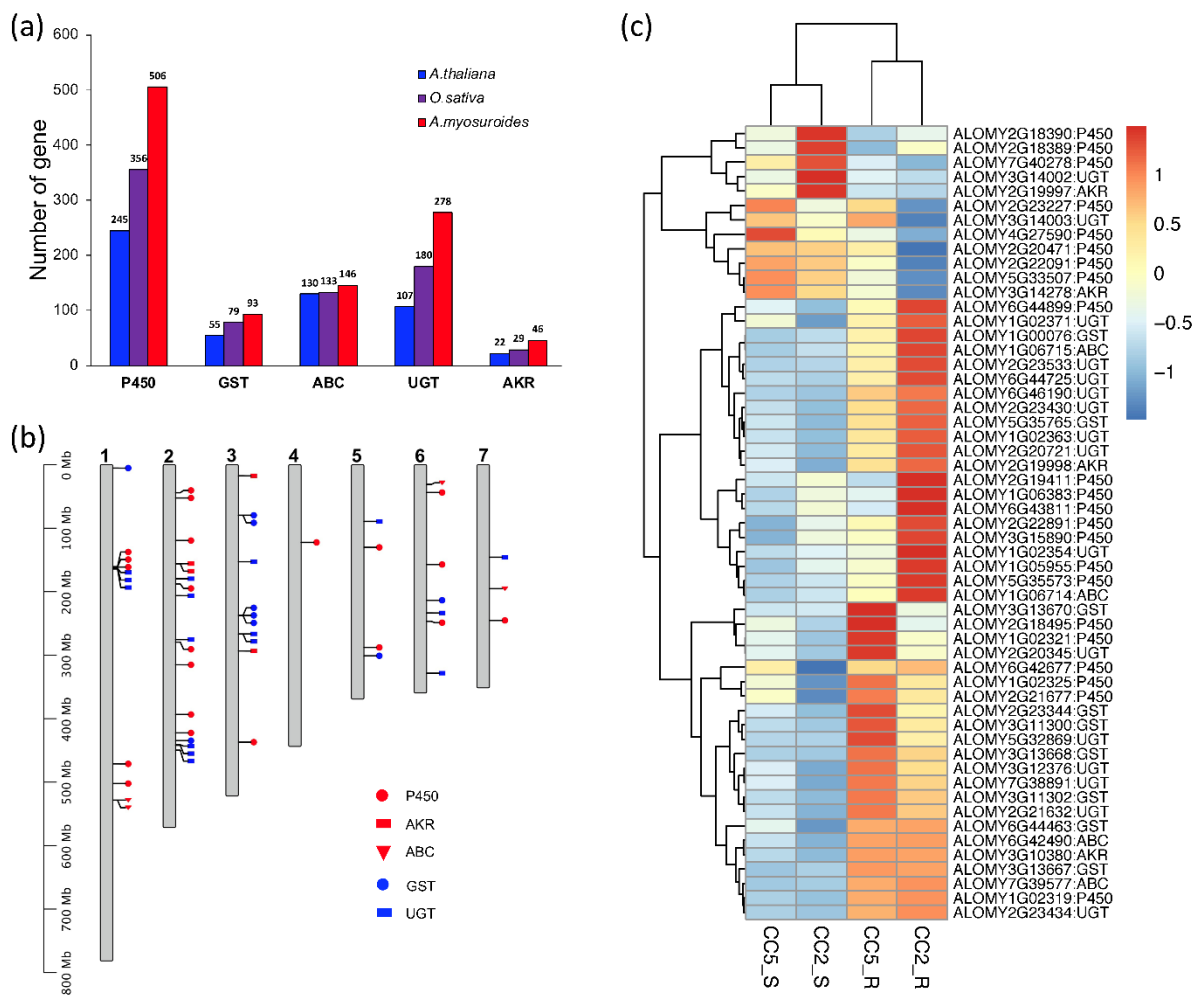 (a)
600
500
400
300
200
100
0
Number of gene
A.thaliana
O.sativa
A.myosuroides
245
356
506
55
79
93
130
133
146
107
180
278
22
29
46
P450
GST
ABC
UGT
AKR
(b)
1
2
3
4
5
6
7
0 Mb
100 Mb
200 Mb
300 Mb
400 Mb
500 Mb
600 Mb
700 Mb
800 Mb
P450
AKR
ABC
GST
UGT
(c)
ALOMY2G18390:P450
ALOMY2G18389:P450
ALOMY7G40278:P450
ALOMY3G14002:UGT
ALOMY2G19997:AKR
ALOMY2G23227:P450
ALOMY3G14003:UGT
ALOMY4G27590:P450
ALOMY2G20471:P450
ALOMY2G22091:P450
ALOMY5G33507:P450
ALOMY3G14278:AKR
ALOMY6G44899:P450
ALOMY1G02371:UGT
ALOMY1G00076:GST
ALOMY1G06715:ABC
ALOMY2G23533:UGT
ALOMY6G44725:UGT
ALOMY6G46190:UGT
ALOMY2G23430:UGT
ALOMY5G35765:GST
ALOMY1G02363:UGT
ALOMY2G20721:UGT
ALOMY2G19998:AKR
ALOMY2G19411:P450
ALOMY1G06383:P450
ALOMY6G43811:P450
ALOMY2G22891:P450
ALOMY3G15890:P450
ALOMY1G02354:UGT
ALOMY1G05955:P450
ALOMY5G35573:P450
ALOMY1G06714:ABC
ALOMY3G13670:GST
ALOMY2G18495:P450
ALOMY1G02321:P450
ALOMY2G20345:UGT
ALOMY6G42677:P450
ALOMY1G02325:P450
ALOMY2G21677:P450
ALOMY2G23344:GST
ALOMY3G11300:GST
ALOMY5G32869:UGT
ALOMY3G13668:GST
ALOMY3G12376:UGT
ALOMY7G38891:UGT
ALOMY3G11302:GST
ALOMY2G21632:UGT
ALOMY6G44463:GST
ALOMY6G42490:ABC
ALOMY3G10380:AKR
ALOMY3G13667:GST
ALOMY7G39577:ABC
ALOMY1G02319:P450
ALOMY2G23434:UGT
CC5_S
CC2_S
CC5_R
CC2_R
1
0.5
0
−0.5
−1